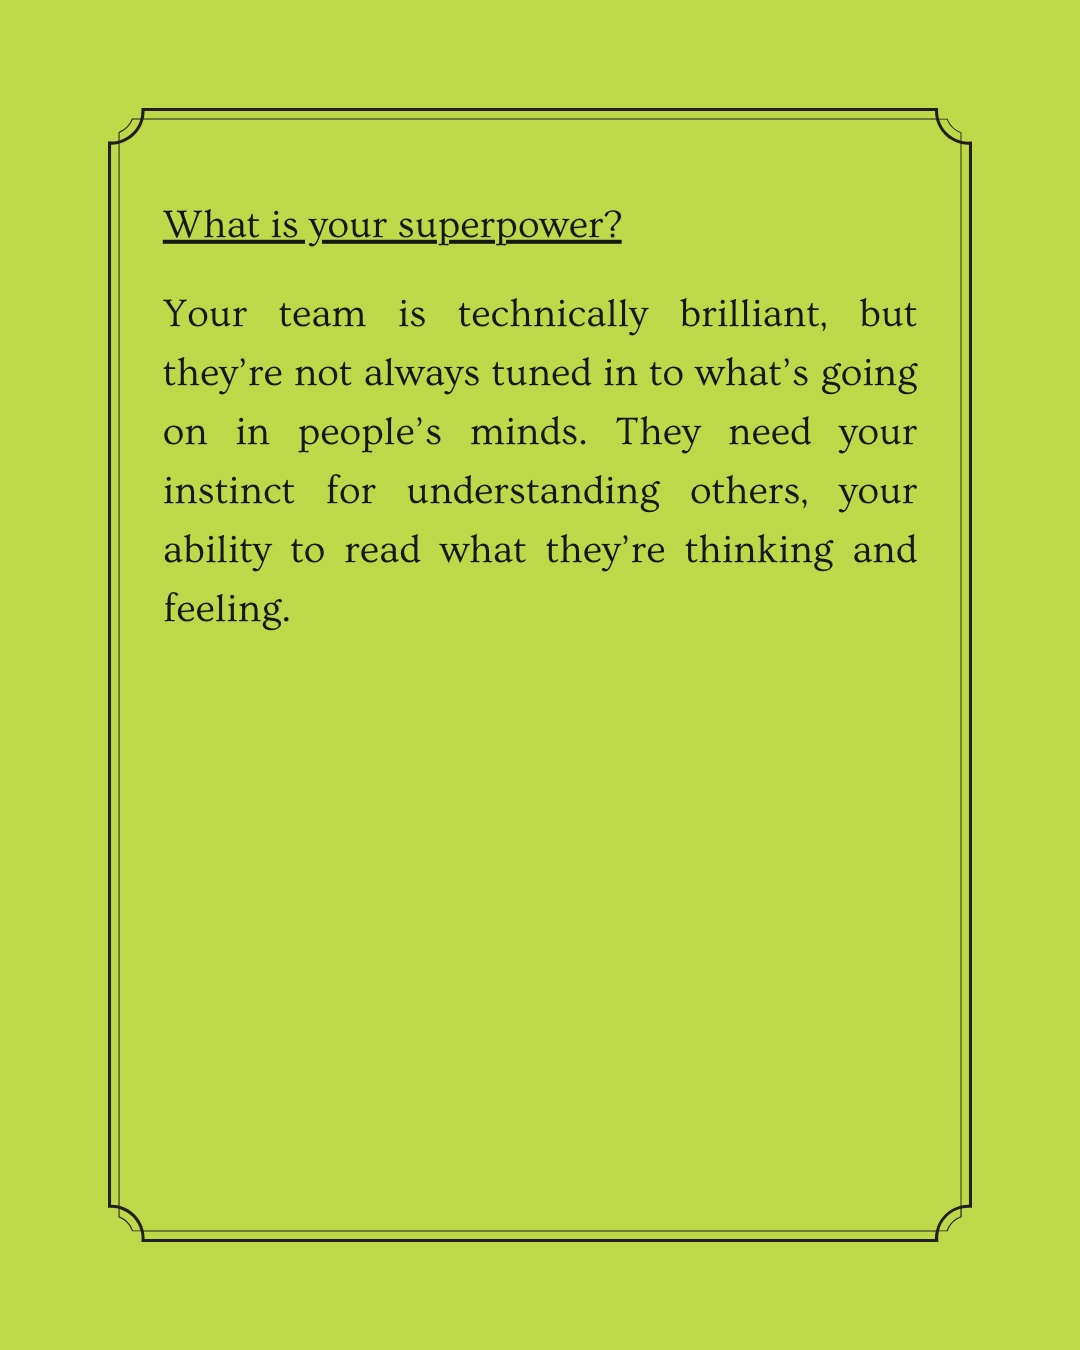 What is your superpower?
Your team is technically brilliant, but
they’re not always tuned in to what’s going
on in people’s minds. They need your
instinct for understanding others, your
ability to read what they’re thinking and
feeling.